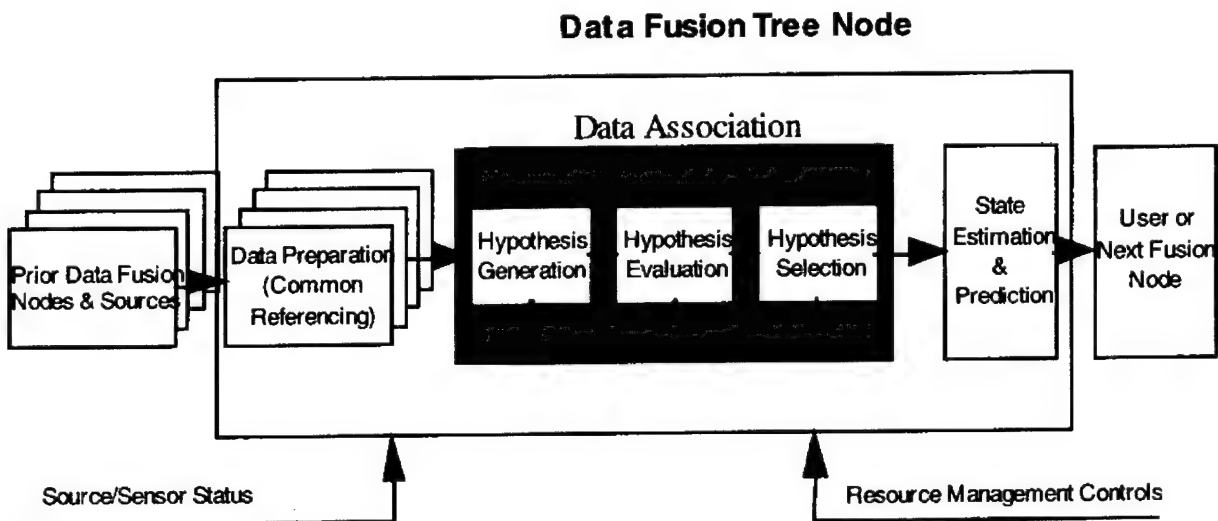 Data Fusion Tree Node
Data Association
Prior Data Fusion
Nodes & Sources
Data Preparation
(Common
Referencing)
Hypothesis
Generation
Hypothesis
Evaluation
Hypothesis
Selection
State
Estimation
&
Prediction
User or
Next Fusion
Node
Source/Sensor Status
Resource Management Controls